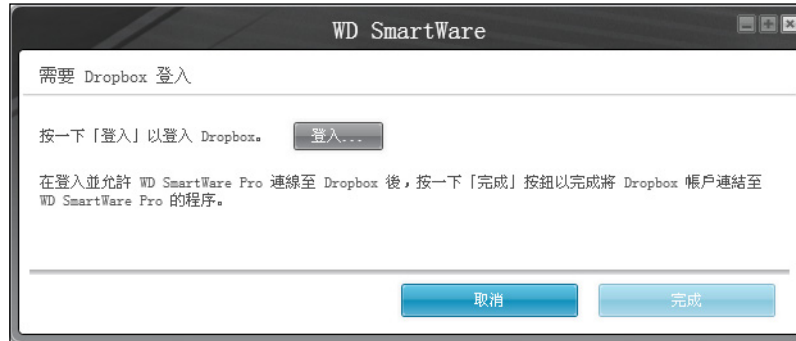 WD SmartWare
需要 Dropbox 登入
按一下「登入」以登入 Dropbox。 登入...
在登入並允許 WD SmartWare Pro 連線至 Dropbox 後，按一下「完成」按鈕以完成將 Dropbox 帳戶連結至
WD SmartWare Pro 的程序。
取消 完成